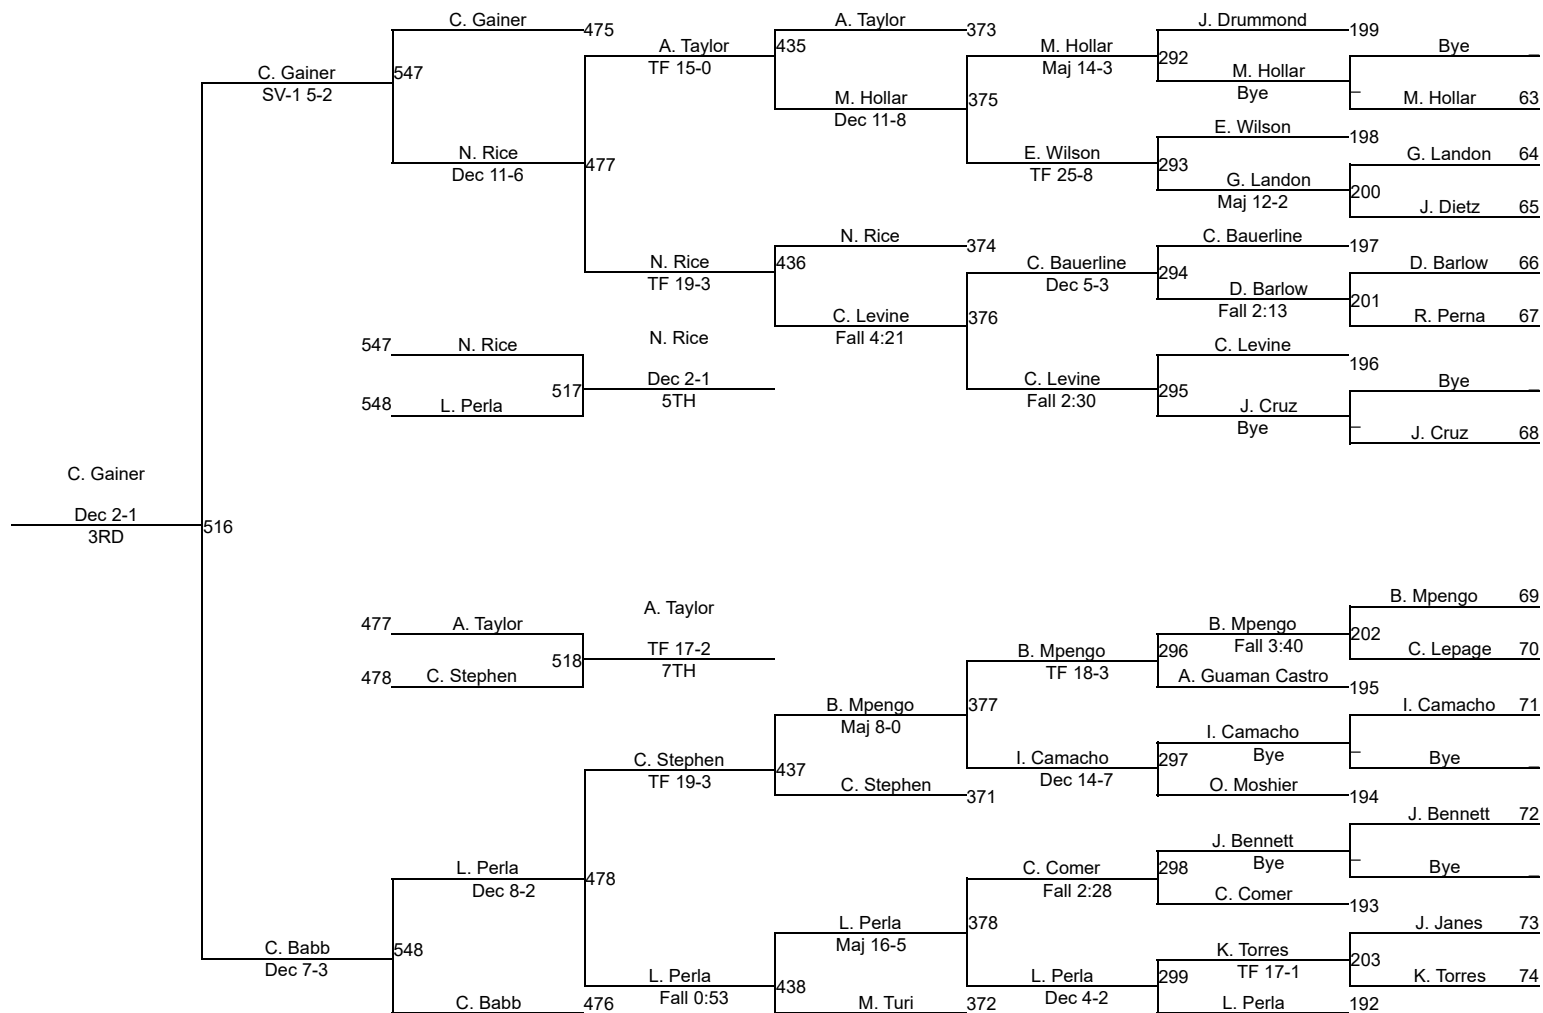 C. Gainer
475
A. Taylor
373
J. Drummond
199
A. Taylor
435
M. Hollar
292
Bye
_
C. Gainer
547
TF 15-0
Maj 14-3
M. Hollar
SV-1 5-2
M. Hollar
375
Bye
_
M. Hollar
63
Dec 11-8
E. Wilson
198
N. Rice
477
E. Wilson
293
G. Landon
64
Dec 11-6
TF 25-8
G. Landon
200
Maj 12-2
J. Dietz
65
N. Rice
374
C. Bauerline
197
N. Rice
436
C. Bauerline
294
D. Barlow
66
TF 19-3
Dec 5-3
D. Barlow
201
C. Levine
376
Fall 2:13
R. Perna
67
547
N. Rice
N. Rice
Fall 4:21
C. Levine
196
517
Dec 2-1
C. Levine
295
Bye
_
548
L. Perla
5TH
Fall 2:30
J. Cruz
Bye
_
J. Cruz
68
C. Gainer
Dec 2-1
516
3RD
A. Taylor
B. Mpengo
69
477
A. Taylor
B. Mpengo
202
518
TF 17-2
B. Mpengo
296
Fall 3:40
C. Lepage
70
478
C. Stephen
7TH
TF 18-3
A. Guaman Castro
195
B. Mpengo
377
I. Camacho
71
Maj 8-0
I. Camacho
C. Stephen
437
I. Camacho
297
Bye
_
Bye
_
TF 19-3
C. Stephen
371
Dec 14-7
O. Moshier
194
J. Bennett
72
J. Bennett
L. Perla
478
C. Comer
298
Bye
_
Bye
_
Dec 8-2
Fall 2:28
C. Comer
193
L. Perla
378
J. Janes
73
C. Babb
548
Maj 16-5
K. Torres
203
Dec 7-3
L. Perla
438
L. Perla
299
TF 17-1
K. Torres
74
Fall 0:53
Dec 4-2
C. Babb
476
M. Turi
372
L. Perla
192